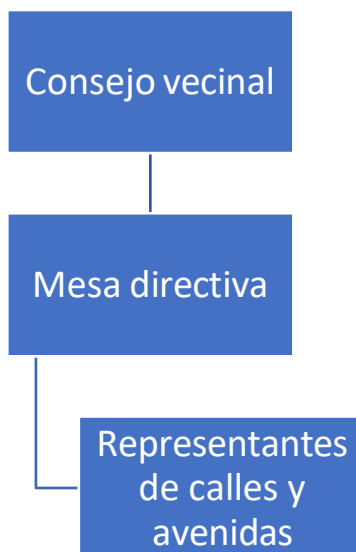 Consejo vecinal
Mesa directiva
Representantes
de calles y
avenidas